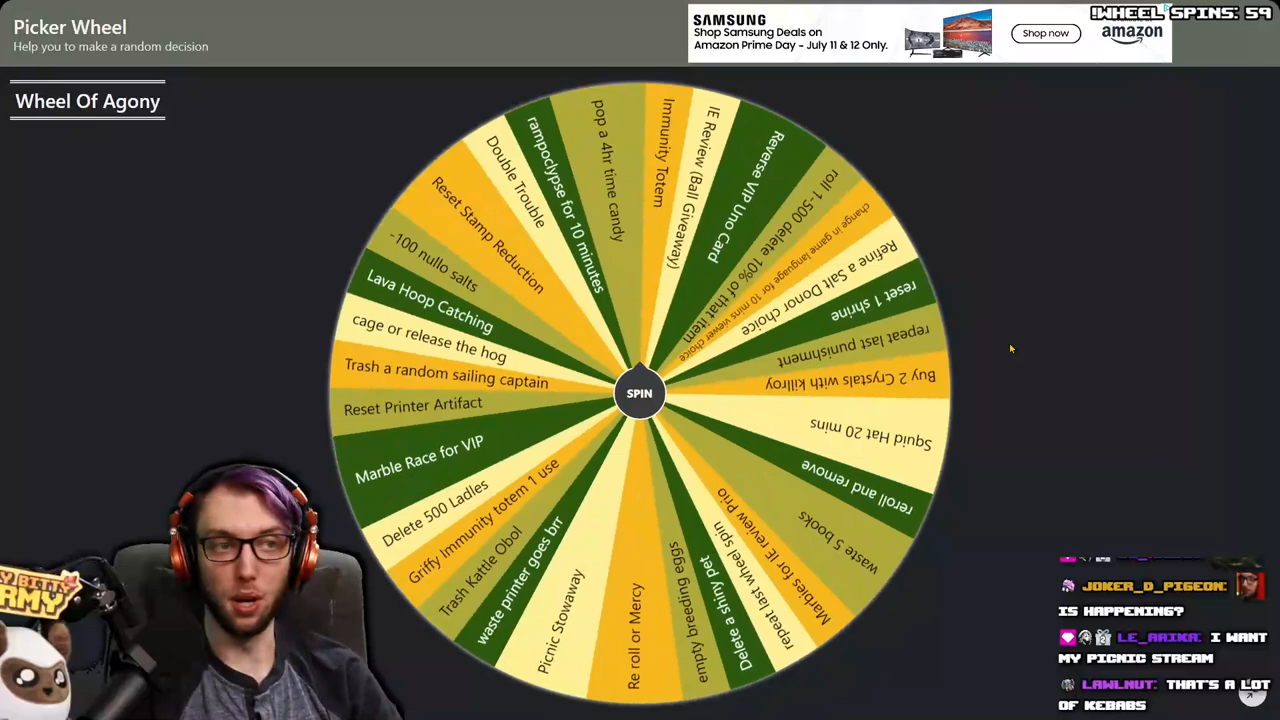 Picker Wheel
Help you to make a random decision
SAMSUNG
Shop Samsung Deals on
Amazon Prime Day – July 11 & 12 Only.
Shop now
amazon
!WHEEL SPINS: 59
Wheel Of Agony
Immunity Totem
IE Review (Ball Giveaway)
Reverse VIP Uno Card
roll 1-500 delete 10% of that item
change in game language for 10 mins viewer choice
Refine a Salt Donor choice
reset 1 shrine
repeat last punishment
Buy 2 Crystals with killroy
Squid Hat 20 mins
reroll and remove
waste 5 books
Marbles for IE review Prio
repeat last wheel spin
Delete a shiny pet
empty breeding eggs
Re roll or Mercy
Picnic Stowaway
waste printer goes brr
Trash Kattle Obol
Griffy Immunity totem 1 use
Delete 500 Ladles
Marble Race for VIP
Reset Printer Artifact
Trash a random sailing captain
cage or release the hog
Lava Hoop Catching
-100 nullo salts
Reset Stamp Reduction
Double Trouble
rampoclypse for 10 minutes
pop a 4hr time candy
SPIN
ARMY
JOKER_D_PIGEON:
IS HAPPENING?
LE_ARIKA: I WANT
MY PICNIC STREAM
LAWLNUT: THAT'S A LOT
OF KEBABS